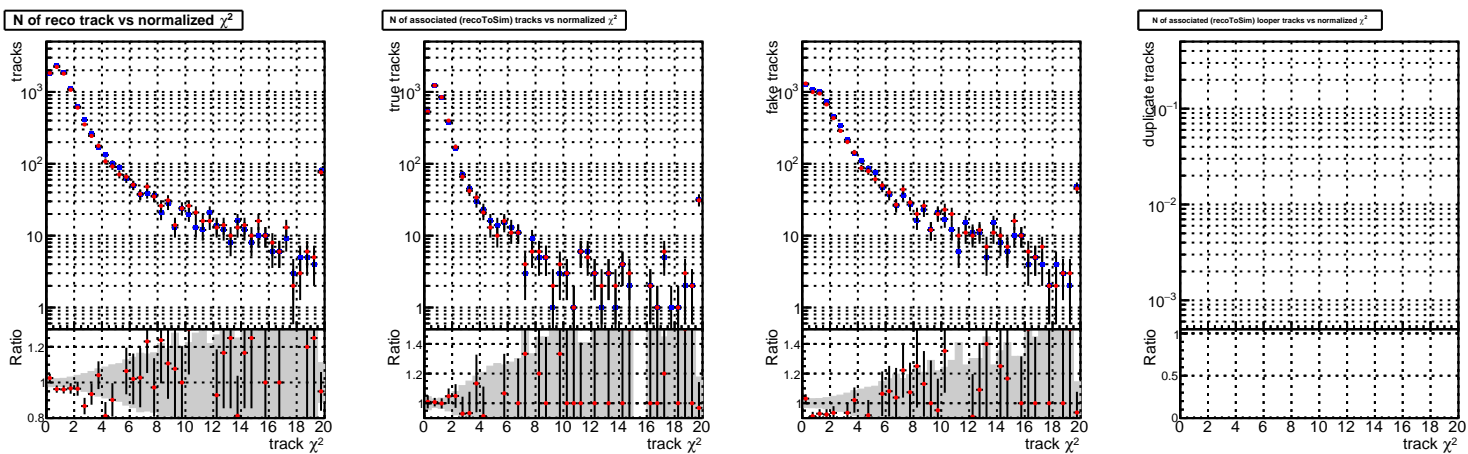 N of reco track vs normalized χ²
N of associated (recoToSim) tracks vs normalized χ²
N of associated (recoToSim) looper tracks vs normalized χ²
tracks
10³
10²
10
1
Ratio
1.2
1
0.8
0 2 4 6 8 10 12 14 16 18 20
track χ²
true tracks
10³
10²
10
1
Ratio
1.4
1.2
1
0 2 4 6 8 10 12 14 16 18 20
track χ²
fake tracks
10³
10²
10
1
Ratio
1.4
1.2
1
0 2 4 6 8 10 12 14 16 18 20
track χ²
duplicate tracks
10⁻¹
10⁻²
10⁻³
Ratio
1
0.5
0
0 2 4 6 8 10 12 14 16 18 20
track χ²